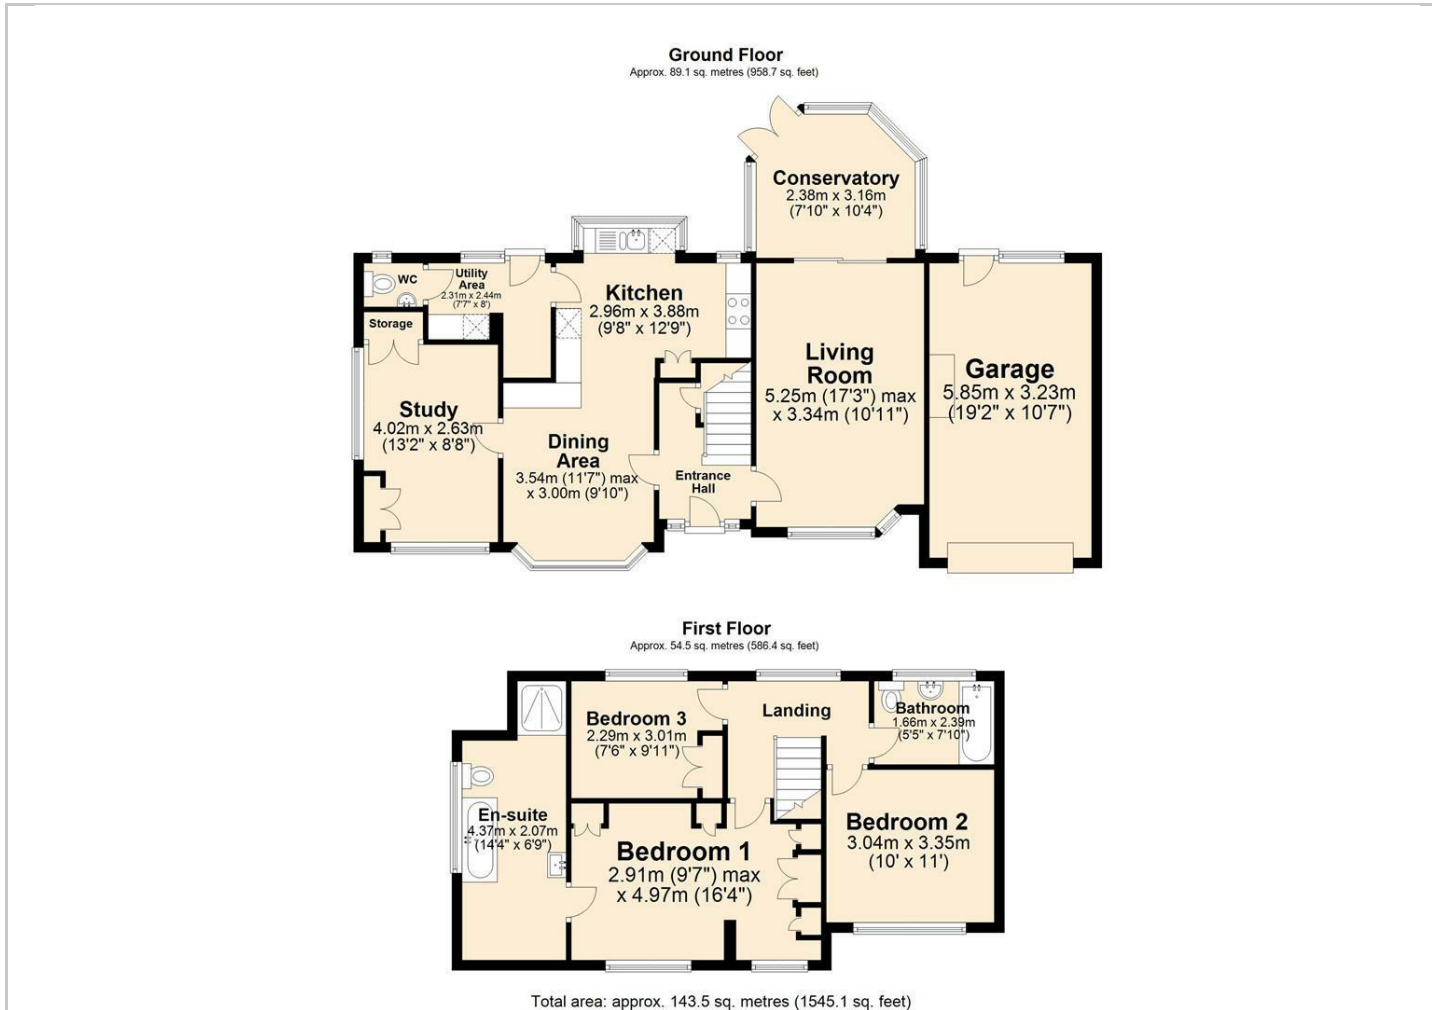 Ground Floor
Approx. 89.1 sq. metres (958.7 sq. feet)
Conservatory
2.38m x 3.16m
(7'10" x 10'4")
WC
Utility
Area
2.31m x 2.44m
(7'7" x 8')
Kitchen
2.96m x 3.88m
(9'8" x 12'9")
Storage
Living
Room
5.25m (17'3") max
x 3.34m (10'11")
Garage
5.85m x 3.23m
(19'2" x 10'7")
Study
4.02m x 2.63m
(13'2" x 8'8")
Dining
Area
3.54m (11'7") max
x 3.00m (9'10")
Entrance
Hall
First Floor
Approx. 54.5 sq. metres (586.4 sq. feet)
Bedroom 3
2.29m x 3.01m
(7'6" x 9'11")
Landing
Bathroom
1.66m x 2.39m
(5'5" x 7'10")
En-suite
4.37m x 2.07m
(14'4" x 6'9")
Bedroom 1
2.91m (9'7") max
x 4.97m (16'4")
Bedroom 2
3.04m x 3.35m
(10' x 11')
Total area: approx. 143.5 sq. metres (1545.1 sq. feet)